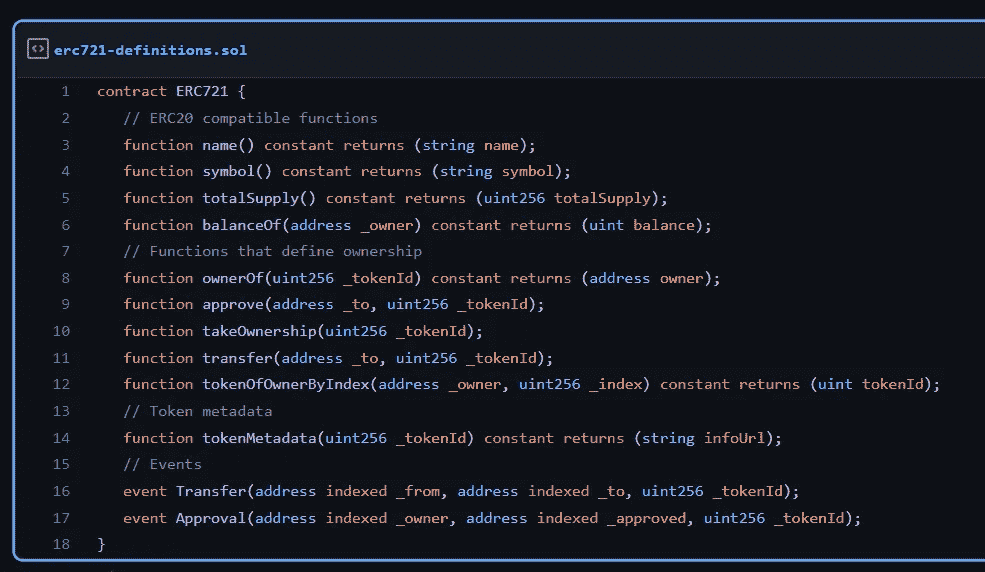 erc721-definitions.sol
1 contract ERC721 {
2 // ERC20 compatible functions
3 function name() constant returns (string name);
4 function symbol() constant returns (string symbol);
5 function totalSupply() constant returns (uint256 totalSupply);
6 function balanceOf(address _owner) constant returns (uint balance);
7 // Functions that define ownership
8 function ownerOf(uint256 _tokenId) constant returns (address owner);
9 function approve(address _to, uint256 _tokenId);
10 function takeOwnership(uint256 _tokenId);
11 function transfer(address _to, uint256 _tokenId);
12 function tokenOfOwnerByIndex(address _owner, uint256 _index) constant returns (uint tokenId);
13 // Token metadata
14 function tokenMetadata(uint256 _tokenId) constant returns (string infoUrl);
15 // Events
16 event Transfer(address indexed _from, address indexed _to, uint256 _tokenId);
17 event Approval(address indexed _owner, address indexed _approved, uint256 _tokenId);
18 }